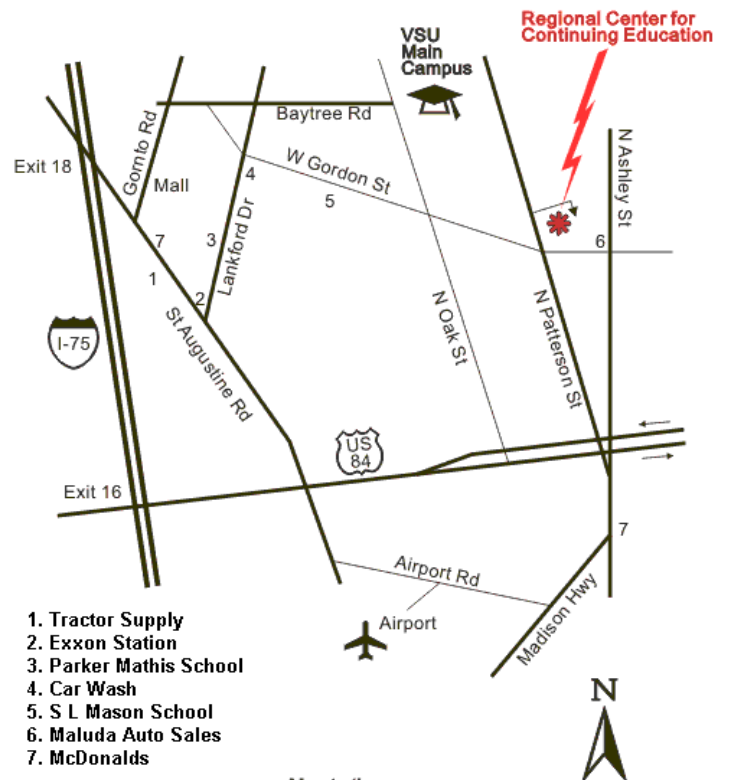 Regional Center for
Continuing Education
VSU
Main
Campus
Baytree Rd
Gornto Rd
N Ashley St
Exit 18
Mall
W Gordon St
4
5
Lankford Dr
3
7
6
1
2
N Oak St
N Patterson St
St Augustine Rd
I-75
US
84
Exit 16
7
Airport Rd
Madison Hwy
Airport
1. Tractor Supply
2. Exxon Station
3. Parker Mathis School
4. Car Wash
5. S L Mason School
6. Maluda Auto Sales
7. McDonalds
N